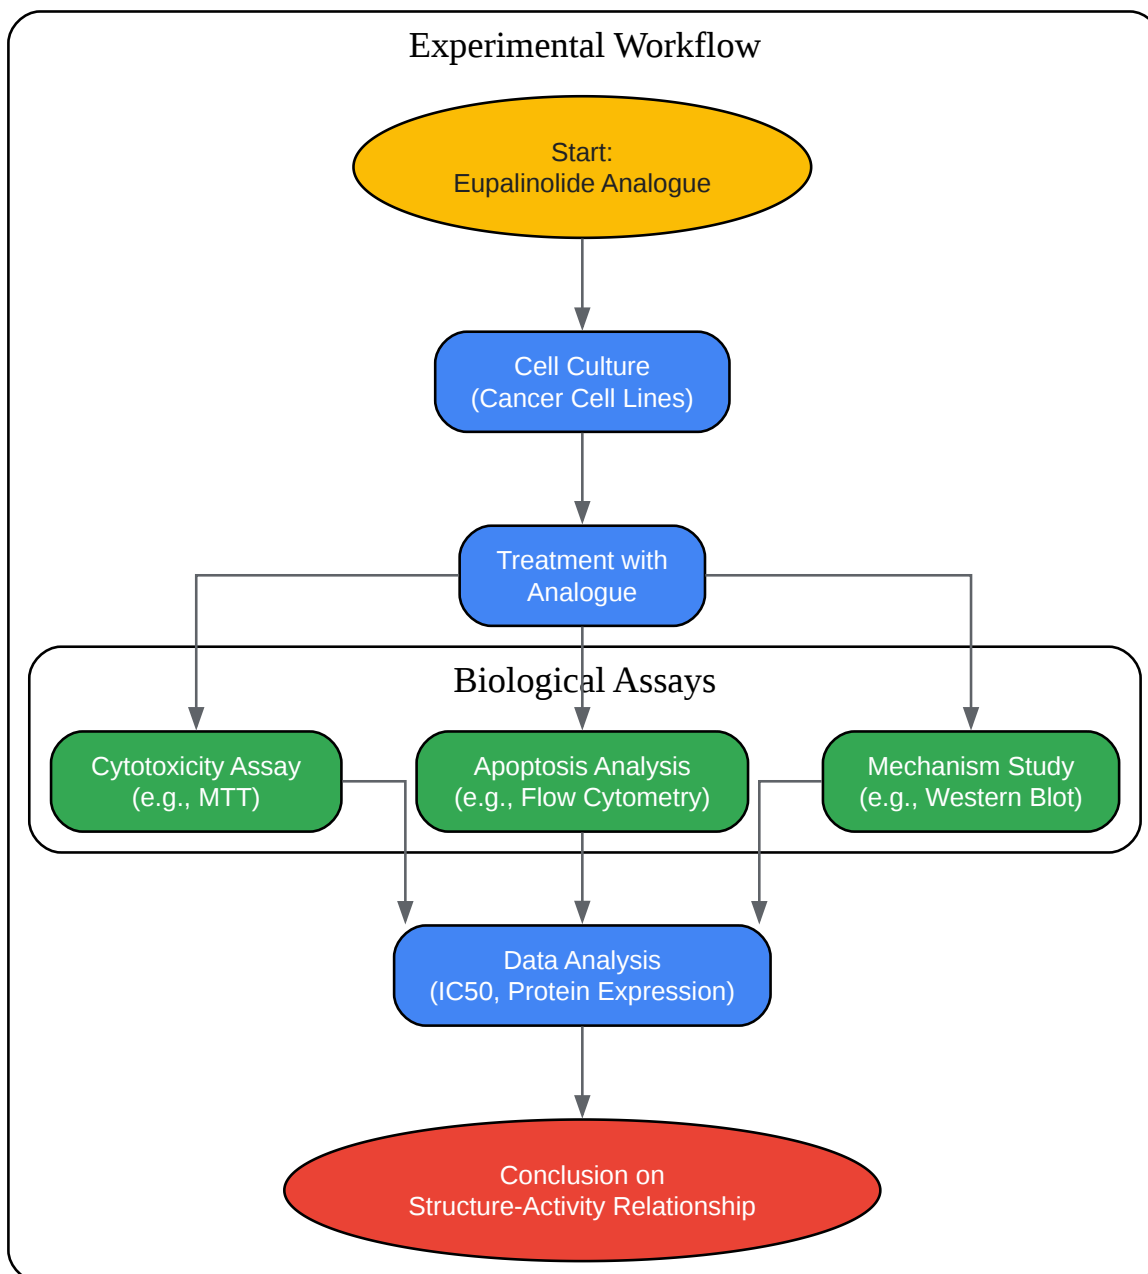 Experimental Workflow
Start:
Eupalinolide Analogue
Cell Culture
(Cancer Cell Lines)
Treatment with
Analogue
Biological Assays
Cytotoxicity Assay
(e.g., MTT)
Apoptosis Analysis
(e.g., Flow Cytometry)
Mechanism Study
(e.g., Western Blot)
Data Analysis
(IC50, Protein Expression)
Conclusion on
Structure-Activity Relationship